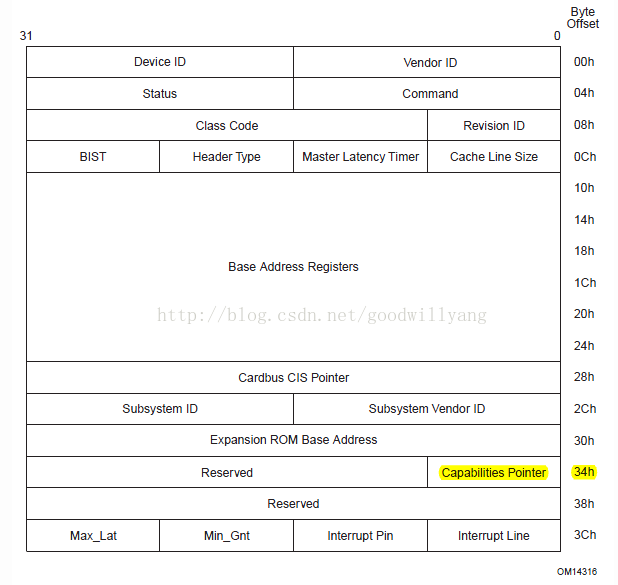 Byte
Offset
31 0
Device ID Vendor ID 00h
Status Command 04h
Class Code Revision ID 08h
BIST Header Type Master Latency Timer Cache Line Size 0Ch
10h
14h
18h
Base Address Registers
1Ch
http://blog.csdn.net/goodwillyang 20h
24h
Cardbus CIS Pointer 28h
Subsystem ID Subsystem Vendor ID 2Ch
Expansion ROM Base Address 30h
Reserved Capabilities Pointer 34h
Reserved 38h
Max_Lat Min_Gnt Interrupt Pin Interrupt Line 3Ch
OM14316